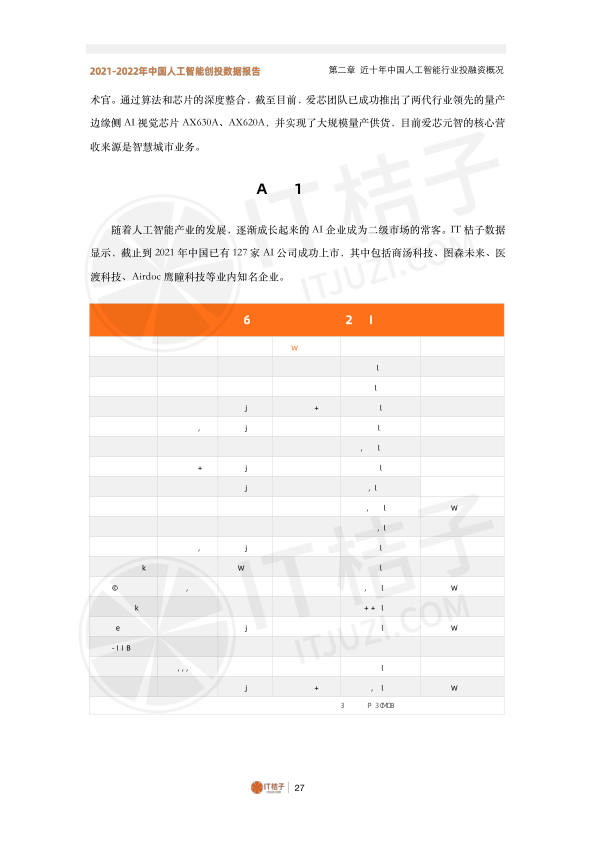 2021-2022年中国人工智能创投数据报告 第二章 近十年中国人工智能行业投融资概况
术官。通过算法和芯片的深度整合，截至目前，爱芯团队已成功推出了两代行业领先的量产
边缘侧 AI 视觉芯片 AX630A、AX620A，并实现了大规模量产供货，目前爱芯元智的核心营
收来源是智慧城市业务。
A 1
随着人工智能产业的发展，逐渐成长起来的 AI 企业成为二级市场的常客。IT 桔子数据
显示，截止到 2021 年中国已有 127 家 AI 公司成功上市，其中包括商汤科技、图森未来、医
渡科技、Airdoc 鹰瞳科技等业内知名企业。
6 2 l
W
l
l
j + l
, j l
, l
+ j l
j , l
, l W
, l
, j l
k W l
© , , l W
k + + l
e j l W
- I I B
, , , l
j + , l W
3 P 3
IT桔子
ITJUZI.COM
IT桔子
ITJUZI.COM
IT桔子 27